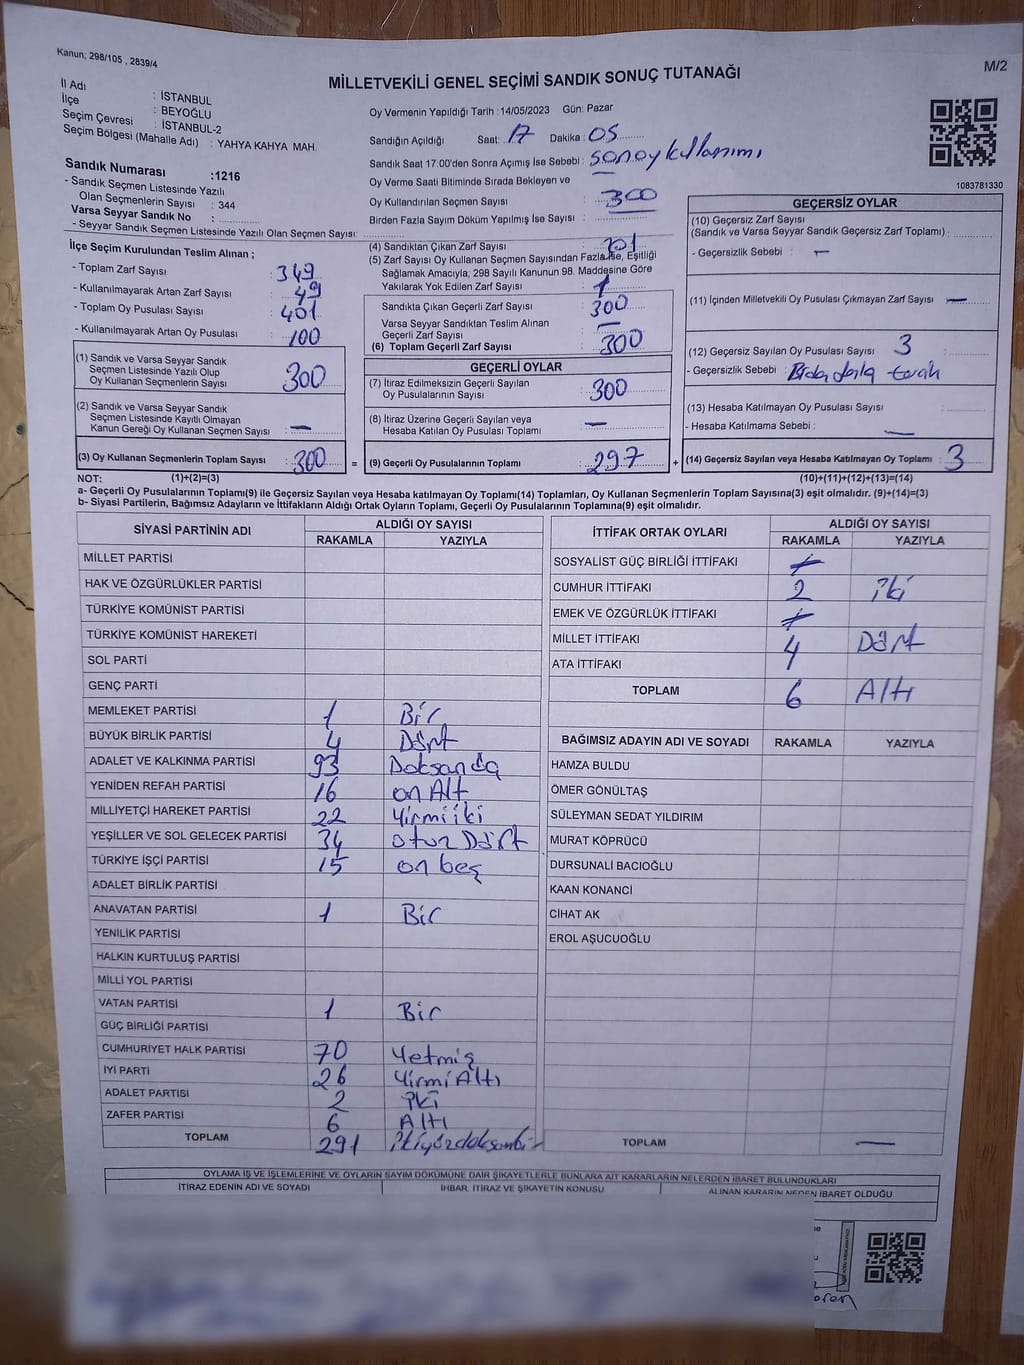 Kanun; 298/105 , 2839/4
M/2
MİLLETVEKİLİ GENEL SEÇİMİ SANDIK SONUÇ TUTANAĞI
İl Adı : İSTANBUL
İlçe : BEYOĞLU
Seçim Çevresi : İSTANBUL-2
Seçim Bölgesi (Mahalle Adı) : YAHYA KAHYA MAH.
Sandık Numarası :1216
- Sandık Seçmen Listesinde Yazılı
Olan Seçmenlerin Sayısı : 344
Varsa Seyyar Sandık No :
- Seyyar Sandık Seçmen Listesinde Yazılı Olan Seçmen Sayısı:
Oy Vermenin Yapıldığı Tarih :14/05/2023 Gün: Pazar
Sandığın Açıldığı Saat: 17 Dakika : 05
Sandık Saat 17.00'den Sonra Açımış İse Sebebi :
Oy Verme Saati Bitiminde Sırada Bekleyen ve
Oy Kullandırılan Seçmen Sayısı : 300
Birden Fazla Sayım Döküm Yapılmış İse Sayısı :
1083781330
İlçe Seçim Kurulundan Teslim Alınan ;
- Toplam Zarf Sayısı : 349
- Kullanılmayarak Artan Zarf Sayısı : 49
- Toplam Oy Pusulası Sayısı : 401
- Kullanılmayarak Artan Oy Pusulası : 100
(4) Sandıktan Çıkan Zarf Sayısı :
(5) Zarf Sayısı Oy Kullanan Seçmen Sayısından Fazla İse, Eşitliği
Sağlamak Amacıyla; 298 Sayılı Kanunun 98. Maddesine Göre
Yakılarak Yok Edilen Zarf Sayısı : 1
Sandıkta Çıkan Geçerli Zarf Sayısı : 300
Varsa Seyyar Sandıktan Teslim Alınan
Geçerli Zarf Sayısı : —
(6) Toplam Geçerli Zarf Sayısı : 300
GEÇERSİZ OYLAR
(10) Geçersiz Zarf Sayısı
(Sandık ve Varsa Seyyar Sandık Geçersiz Zarf Toplamı) :
- Geçersizlik Sebebi : —
(11) İçinden Milletvekili Oy Pusulası Çıkmayan Zarf Sayısı : —
(12) Geçersiz Sayılan Oy Pusulası Sayısı : 3
- Geçersizlik Sebebi :
(13) Hesaba Katılmayan Oy Pusulası Sayısı :
- Hesaba Katılmama Sebebi : —
(14) Geçersiz Sayılan veya Hesaba Katılmayan Oy Toplamı : 3
(1) Sandık ve Varsa Seyyar Sandık
Seçmen Listesinde Yazılı Olup
Oy Kullanan Seçmenlerin Sayısı : 300
(2) Sandık ve Varsa Seyyar Sandık
Seçmen Listesinde Kayıtlı Olmayan
Kanun Gereği Oy Kullanan Seçmen Sayısı : —
(3) Oy Kullanan Seçmenlerin Toplam Sayısı : 300 =
GEÇERLİ OYLAR
(7) İtiraz Edilmeksizin Geçerli Sayılan
Oy Pusulalarının Sayısı : 300
(8) İtiraz Üzerine Geçerli Sayılan veya
Hesaba Katılan Oy Pusulası Toplamı : —
(9) Geçerli Oy Pusulalarının Toplamı : 297 +
NOT: (1)+(2)=(3)
(10)+(11)+(12)+(13)=(14)
a- Geçerli Oy Pusulalarının Toplamı(9) ile Geçersiz Sayılan veya Hesaba katılmayan Oy Toplamı(14) Toplamları, Oy Kullanan Seçmenlerin Toplam Sayısına(3) eşit olmalıdır. (9)+(14)=(3)
b- Siyasi Partilerin, Bağımsız Adayların ve İttifakların Aldığı Ortak Oyların Toplamı, Geçerli Oy Pusulalarının Toplamına(9) eşit olmalıdır.
SİYASİ PARTİNİN ADI ALDIĞI OY SAYISI
RAKAMLA YAZIYLA
MİLLET PARTİSİ
HAK VE ÖZGÜRLÜKLER PARTİSİ
TÜRKİYE KOMÜNİST PARTİSİ
TÜRKİYE KOMÜNİST HAREKETİ
SOL PARTİ
GENÇ PARTİ
MEMLEKET PARTİSİ 1 Bir
BÜYÜK BİRLİK PARTİSİ 4 Dört
ADALET VE KALKINMA PARTİSİ 93 Doksan üç
YENİDEN REFAH PARTİSİ 16 on Altı
MİLLİYETÇİ HAREKET PARTİSİ 22 Yirmi iki
YEŞİLLER VE SOL GELECEK PARTİSİ 34 otuz Dört
TÜRKİYE İŞÇİ PARTİSİ 15 on beş
ADALET BİRLİK PARTİSİ
ANAVATAN PARTİSİ 1 Bir
YENİLİK PARTİSİ
HALKIN KURTULUŞ PARTİSİ
MİLLİ YOL PARTİSİ
VATAN PARTİSİ 1 Bir
GÜÇ BİRLİĞİ PARTİSİ
CUMHURİYET HALK PARTİSİ 70 Yetmiş
İYİ PARTİ 26 Yirmi Altı
ADALET PARTİSİ 2 İki
ZAFER PARTİSİ 6 Altı
TOPLAM 291 İkiyüzdoksanbir
İTTİFAK ORTAK OYLARI ALDIĞI OY SAYISI
RAKAMLA YAZIYLA
SOSYALİST GÜÇ BİRLİĞİ İTTİFAKI
CUMHUR İTTİFAKI 2 iki
EMEK VE ÖZGÜRLÜK İTTİFAKI
MİLLET İTTİFAKI 4 Dört
ATA İTTİFAKI
TOPLAM 6 Altı
BAĞIMSIZ ADAYIN ADI VE SOYADI RAKAMLA YAZIYLA
HAMZA BULDU
ÖMER GÖNÜLTAŞ
SÜLEYMAN SEDAT YILDIRIM
MURAT KÖPRÜCÜ
DURSUNALİ BACIOĞLU
KAAN KONANCİ
CİHAT AK
EROL AŞUCUOĞLU
TOPLAM —
OYLAMA İŞ VE İŞLEMLERİNE VE OYLARIN SAYIM DÖKÜMÜNE DAİR ŞİKAYETLERLE BUNLARA AİT KARARLARIN NELERDEN İBARET BULUNDUKLARI
İTİRAZ EDENİN ADI VE SOYADI İHBAR, İTİRAZ VE ŞİKAYETİN KONUSU ALINAN KARARIN NEDEN İBARET OLDUĞU